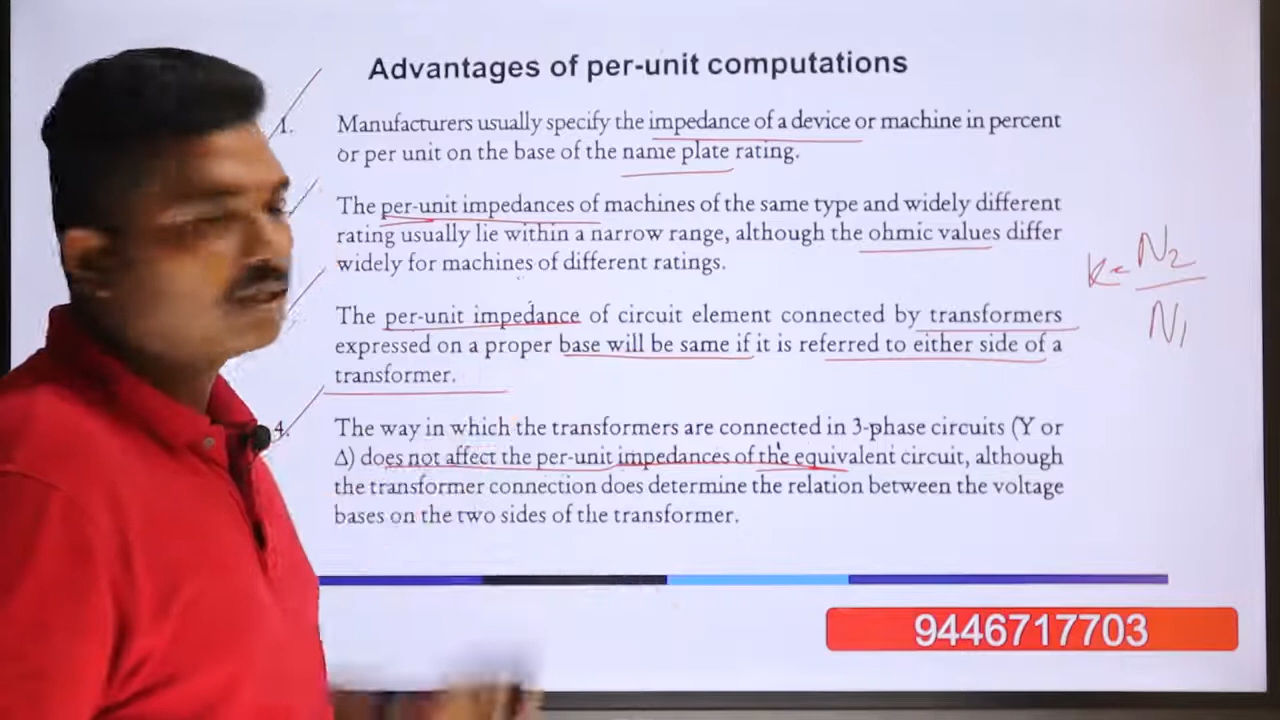 Advantages of per-unit computations
1. Manufacturers usually specify the impedance of a device or machine in percent
or per unit on the base of the name plate rating.
The per-unit impedances of machines of the same type and widely different
rating usually lie within a narrow range, although the ohmic values differ
widely for machines of different ratings.
The per-unit impedance of circuit element connected by transformers
expressed on a proper base will be same if it is referred to either side of a
transformer.
4. The way in which the transformers are connected in 3-phase circuits (Y or
Δ) does not affect the per-unit impedances of the equivalent circuit, although
the transformer connection does determine the relation between the voltage
bases on the two sides of the transformer.
K = N2
N1
9446717703